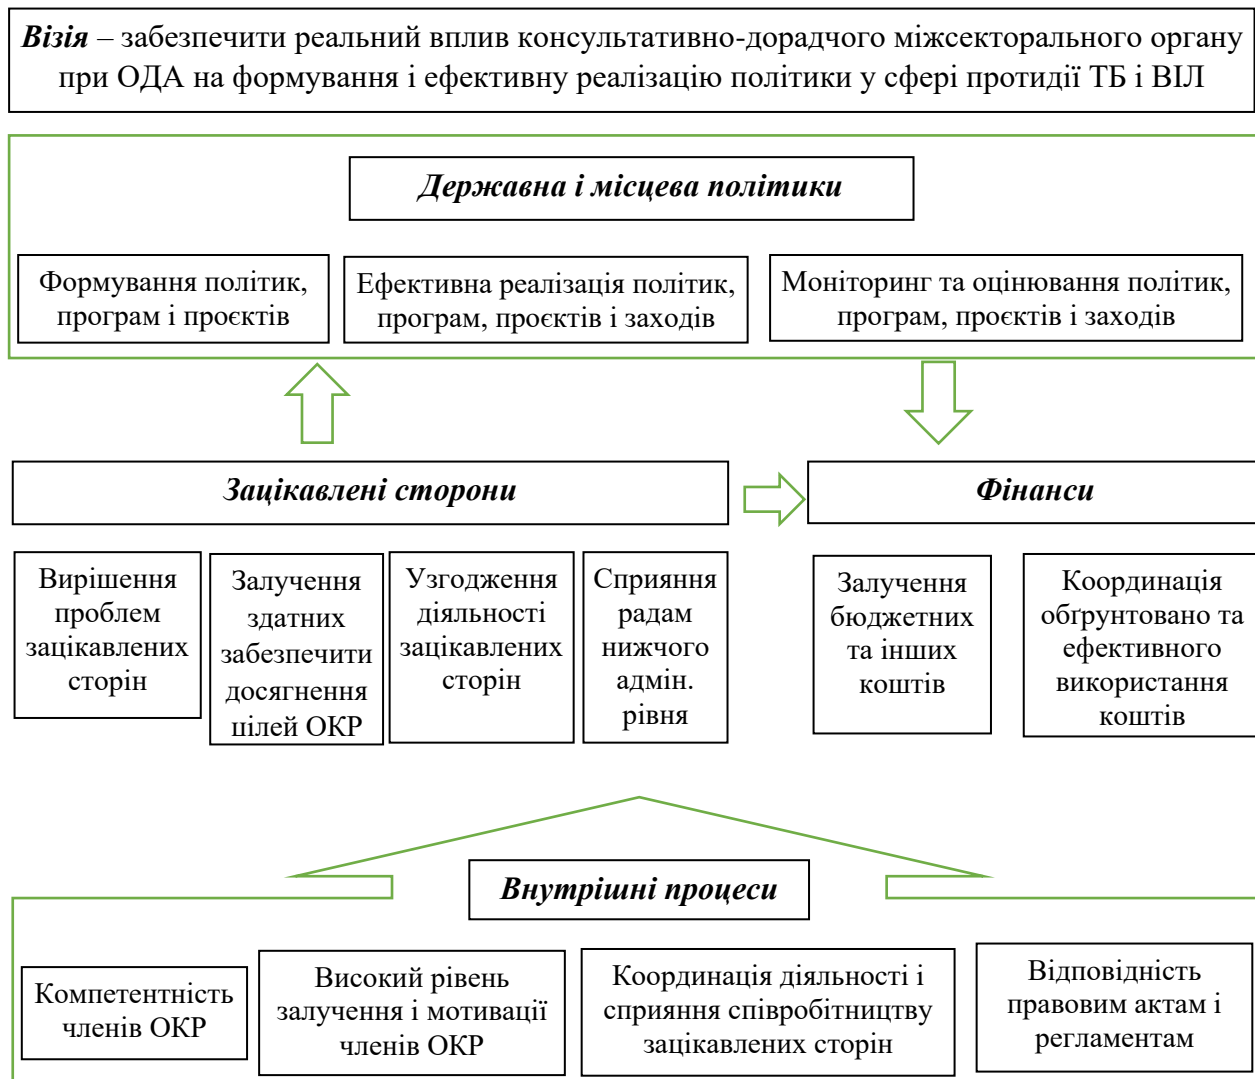 Візія – забезпечити реальний вплив консультативно-дорадчого міжсекторального органу
при ОДА на формування і ефективну реалізацію політики у сфері протидії ТБ і ВІЛ
Державна і місцева політики
Формування політик,
програм і проєктів
Ефективна реалізація політик,
програм, проєктів і заходів
Моніторинг та оцінювання політик,
програм, проєктів і заходів
Зацікавлені сторони
Фінанси
Вирішення
проблем
зацікавлених
сторін
Залучення
здатних
забезпечити
досягнення
цілей ОКР
Узгодження
діяльності
зацікавлених
сторін
Сприяння
радам
нижчого
адмін.
рівня
Залучення
бюджетних
та інших
коштів
Координація
обґрунтовано та
ефективного
використання
коштів
Внутрішні процеси
Компетентність
членів ОКР
Високий рівень
залучення і мотивації
членів ОКР
Координація діяльності і
сприяння співробітництву
зацікавлених сторін
Відповідність
правовим актам і
регламентам